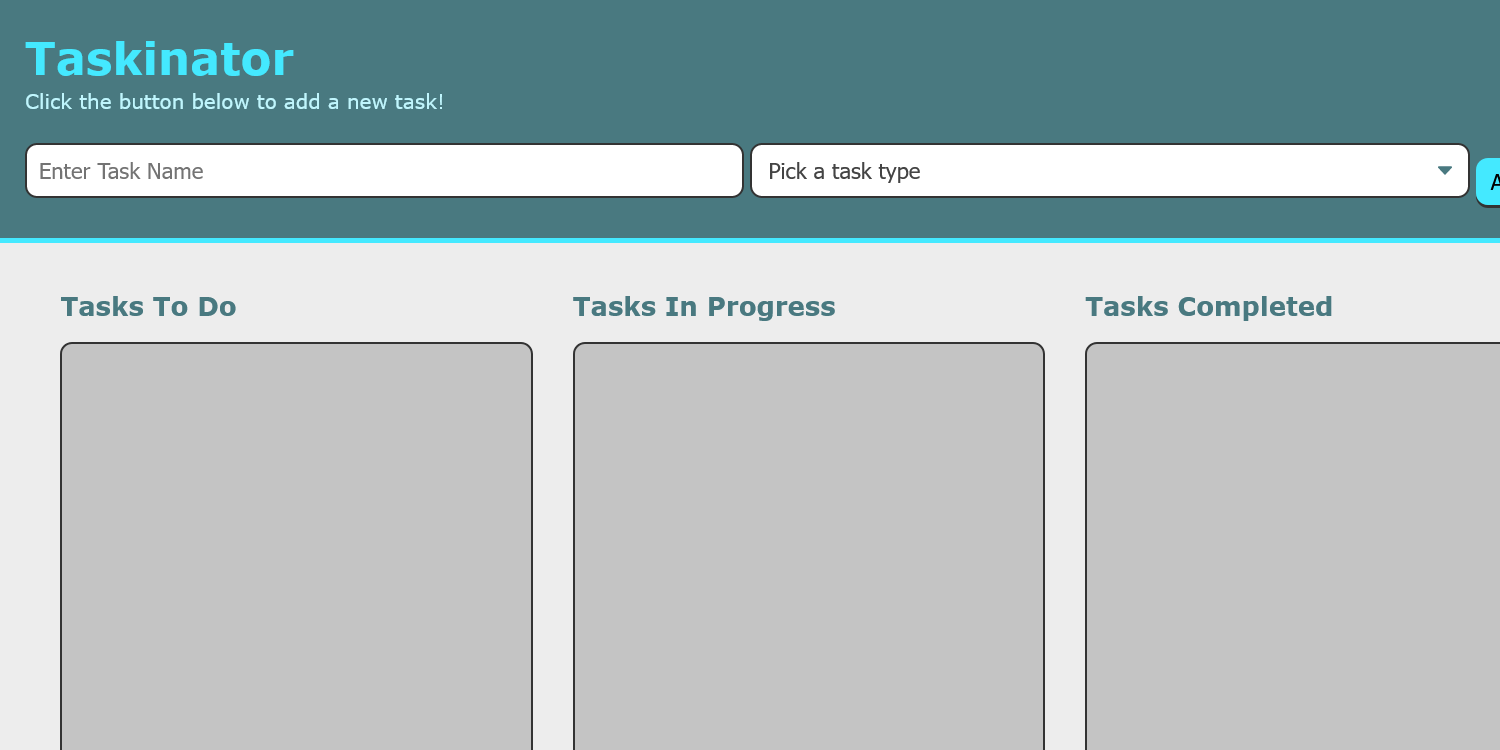 Taskinator
Click the button below to add a new task!
Enter Task Name
Pick a task type
Tasks To Do
Tasks In Progress
Tasks Completed